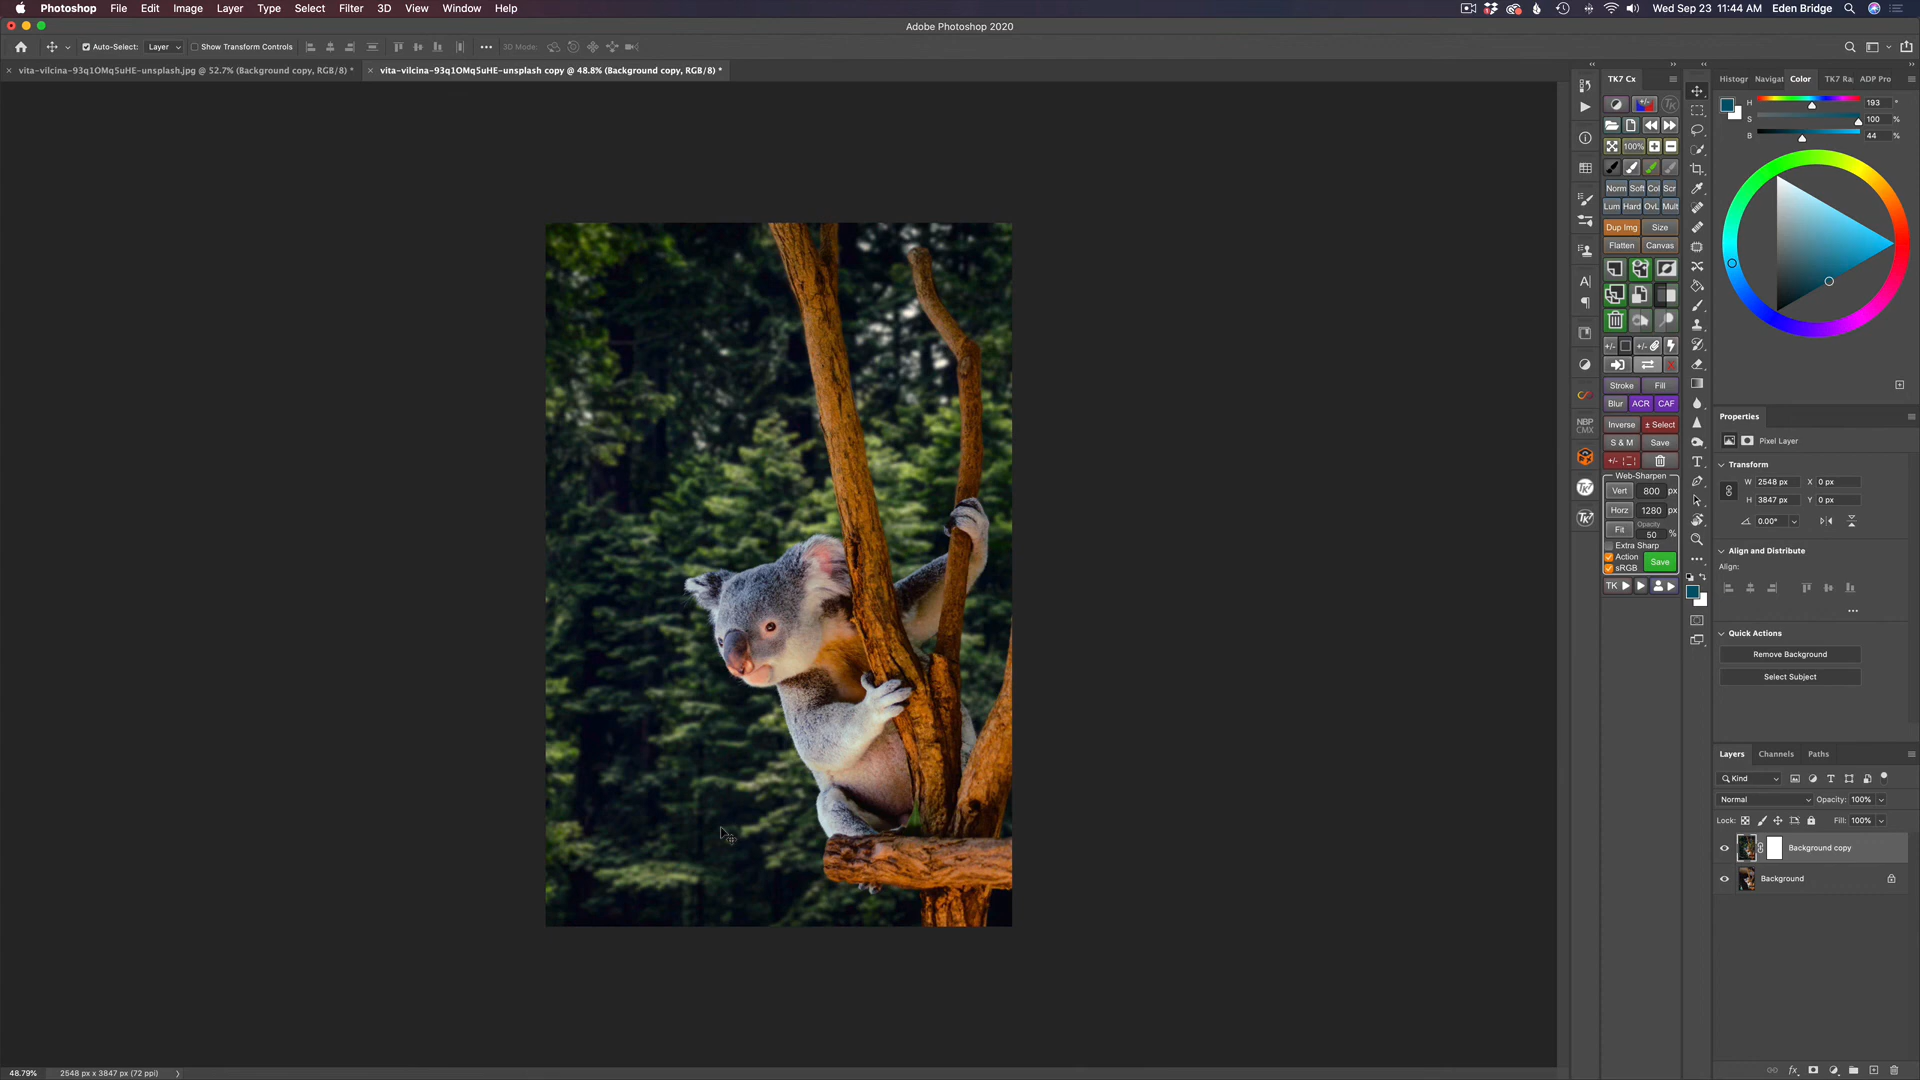 Photoshop File Edit Image Layer Type Select Filter 3D View Window Help Wed Sep 23 11:44 AM Eden Bridge
Adobe Photoshop 2020
Auto-Select: Layer Show Transform Controls 3D Mode:
vita-vilcina-93q1OMq5uHE-unsplash.jpg @ 52.7% (Background copy, RGB/8) * vita-vilcina-93q1OMq5uHE-unsplash copy @ 48.8% (Background copy, RGB/8) *
TK7 Cx
100%
Norm Soft Col Scr
Lum Hard OvL Mult
Dup Img Size
Flatten Canvas
Stroke Fill
Blur ACR CAF
Inverse ± Select
S & M Save
Web-Sharpen
Vert 800 px
Horz 1280 px
Fit Opacity 50 %
Extra Sharp
Action
sRGB
Save
TK
NBP
CMX
Histogr Navigat Color TK7 Ra ADP Pro
H 193 °
S 100 %
B 44 %
Properties
Pixel Layer
Transform
W 2548 px X 0 px
H 3847 px Y 0 px
0.00°
Align and Distribute
Align:
Quick Actions
Remove Background
Select Subject
Layers Channels Paths
Kind
Normal Opacity: 100%
Lock: Fill: 100%
Background copy
Background
48.79% 2548 px x 3847 px (72 ppi)